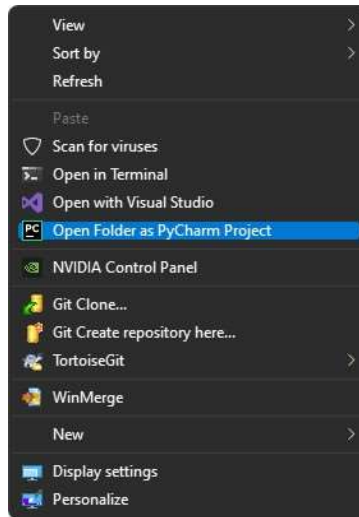 View
Sort by
Refresh
Paste
Scan for viruses
Open in Terminal
Open with Visual Studio
PC Open Folder as PyCharm Project
NVIDIA Control Panel
Git Clone...
Git Create repository here...
TortoiseGit
WinMerge
New
Display settings
Personalize